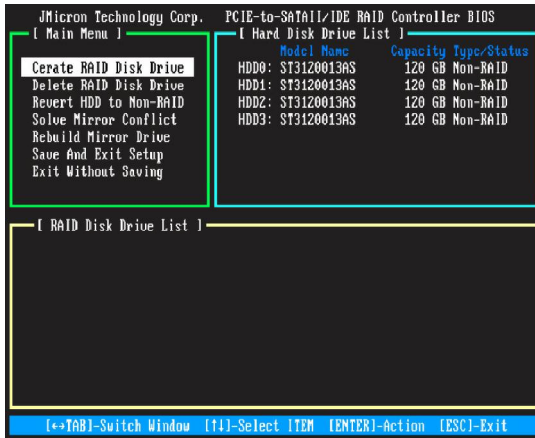 JMicron Technology Corp. PCIE-to-SATAII/IDE RAID Controller BIOS
[ Main Menu ]
Cerate RAID Disk Drive
Delete RAID Disk Drive
Revert HDD to Non-RAID
Solve Mirror Conflict
Rebuild Mirror Drive
Save And Exit Setup
Exit Without Saving
[ Hard Disk Drive List ]
Model Name Capacity Type/Status
HDD0: ST3120013AS 120 GB Non-RAID
HDD1: ST3120013AS 120 GB Non-RAID
HDD2: ST3120013AS 120 GB Non-RAID
HDD3: ST3120013AS 120 GB Non-RAID
[ RAID Disk Drive List ]
[↔TAB]-Switch Window [↑↓]-Select ITEM [ENTER]-Action [ESC]-Exit